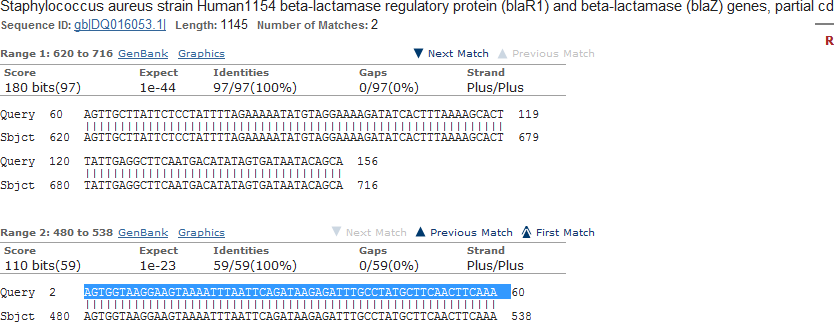 Staphylococcus aureus strain Human1154 beta-lactamase regulatory protein (blaR1) and beta-lactamase (blaZ) genes, partial cd
Sequence ID: gb|DQ016053.1| Length: 1145 Number of Matches: 2
R
Range 1: 620 to 716 GenBank Graphics Next Match Previous Match
Score Expect Identities Gaps Strand
180 bits(97) 1e-44 97/97(100%) 0/97(0%) Plus/Plus
Query 60 AGTTGCTTATTCTCCTATTTTAGAAAAATATGTAGGAAAAGATATCACTTTAAAAGCACT 119
||||||||||||||||||||||||||||||||||||||||||||||||||||||||||||
Sbjct 620 AGTTGCTTATTCTCCTATTTTAGAAAAATATGTAGGAAAAGATATCACTTTAAAAGCACT 679
Query 120 TATTGAGGCTTCAATGACATATAGTGATAATACAGCA 156
|||||||||||||||||||||||||||||||||||||
Sbjct 680 TATTGAGGCTTCAATGACATATAGTGATAATACAGCA 716
Range 2: 480 to 538 GenBank Graphics Next Match Previous Match First Match
Score Expect Identities Gaps Strand
110 bits(59) 1e-23 59/59(100%) 0/59(0%) Plus/Plus
Query 2 AGTGGTAAGGAAGTAAAATTTAATTCAGATAAGAGATTTGCCTATGCTTCAACTTCAAA 60
|||||||||||||||||||||||||||||||||||||||||||||||||||||||||||
Sbjct 480 AGTGGTAAGGAAGTAAAATTTAATTCAGATAAGAGATTTGCCTATGCTTCAACTTCAAA 538